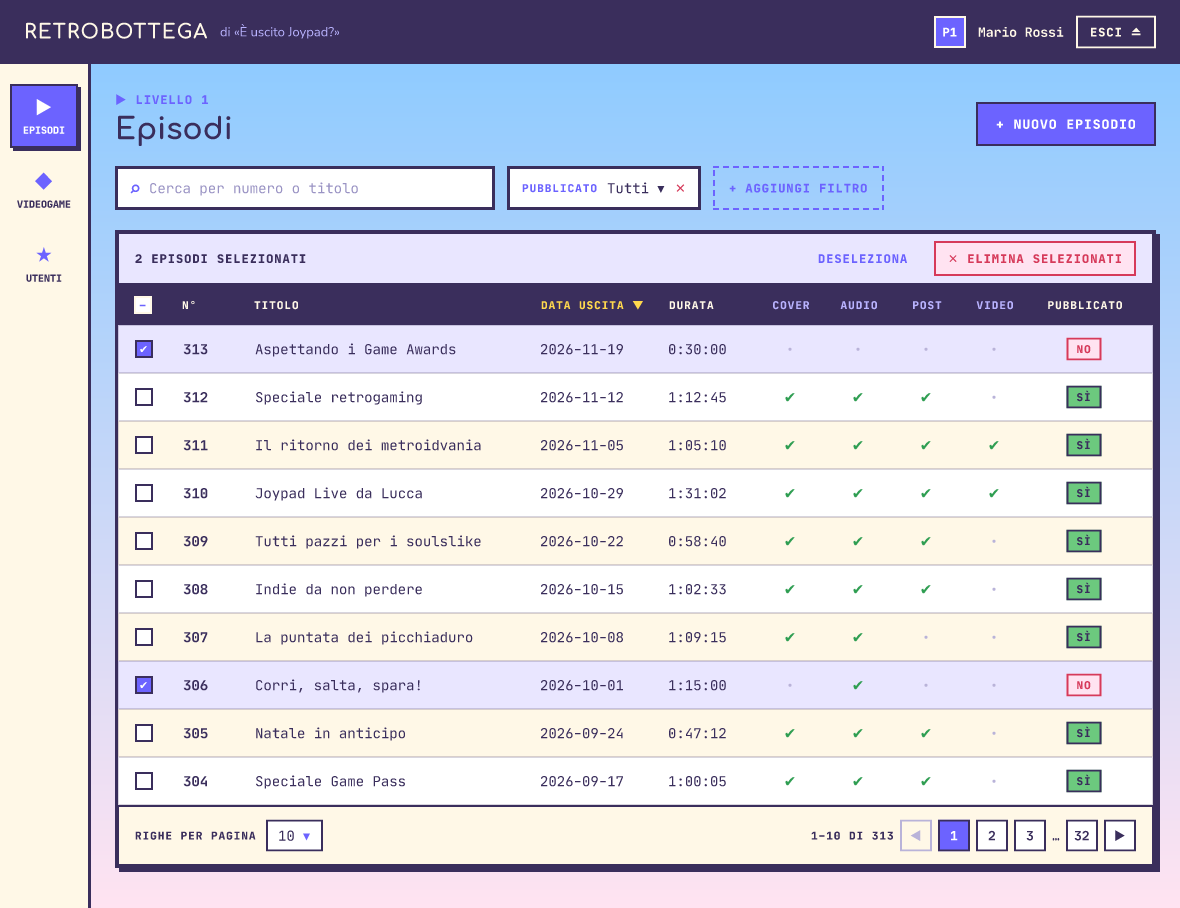 RETROBOTTEGA di «È uscito Joypad?»
P1 Mario Rossi ESCI ⏏
EPISODI
VIDEOGAME
UTENTI
▶ LIVELLO 1
Episodi
+ NUOVO EPISODIO
Cerca per numero o titolo
PUBBLICATO Tutti ▼ ✕
+ AGGIUNGI FILTRO
2 EPISODI SELEZIONATI DESELEZIONA ✕ ELIMINA SELEZIONATI
N° TITOLO DATA USCITA ▼ DURATA COVER AUDIO POST VIDEO PUBBLICATO
✔ 313 Aspettando i Game Awards 2026-11-19 0:30:00 · · · · NO
312 Speciale retrogaming 2026-11-12 1:12:45 ✔ ✔ ✔ · SÌ
311 Il ritorno dei metroidvania 2026-11-05 1:05:10 ✔ ✔ ✔ ✔ SÌ
310 Joypad Live da Lucca 2026-10-29 1:31:02 ✔ ✔ ✔ ✔ SÌ
309 Tutti pazzi per i soulslike 2026-10-22 0:58:40 ✔ ✔ ✔ · SÌ
308 Indie da non perdere 2026-10-15 1:02:33 ✔ ✔ ✔ · SÌ
307 La puntata dei picchiaduro 2026-10-08 1:09:15 ✔ ✔ · · SÌ
✔ 306 Corri, salta, spara! 2026-10-01 1:15:00 · ✔ · · NO
305 Natale in anticipo 2026-09-24 0:47:12 ✔ ✔ ✔ · SÌ
304 Speciale Game Pass 2026-09-17 1:00:05 ✔ ✔ ✔ · SÌ
RIGHE PER PAGINA 10 ▼ 1–10 DI 313 ◀ 1 2 3 … 32 ▶